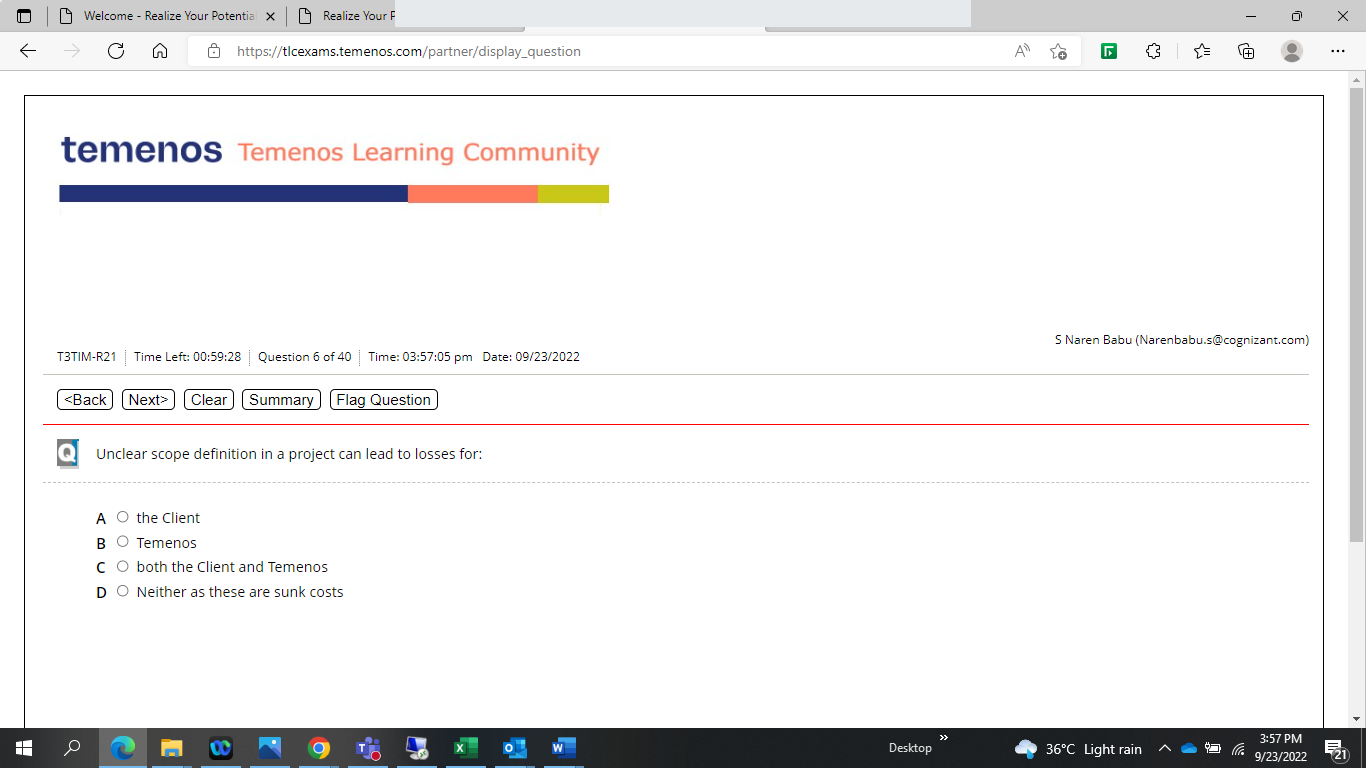 Welcome - Realize Your Potentia
Realize Your P
https://tlcexams.temenos.com/partner/display_question
temenos Temenos Learning Community
S Naren Babu (Narenbabu.s@cognizant.com)
T3TIM-R21 Time Left: 00:59:28 Question 6 of 40 Time: 03:57:05 pm Date: 09/23/2022
<Back Next> Clear Summary Flag Question
Q Unclear scope definition in a project can lead to losses for:
A the Client
B Temenos
C both the Client and Temenos
D Neither as these are sunk costs
Desktop
36°C Light rain
3:57 PM
9/23/2022
21